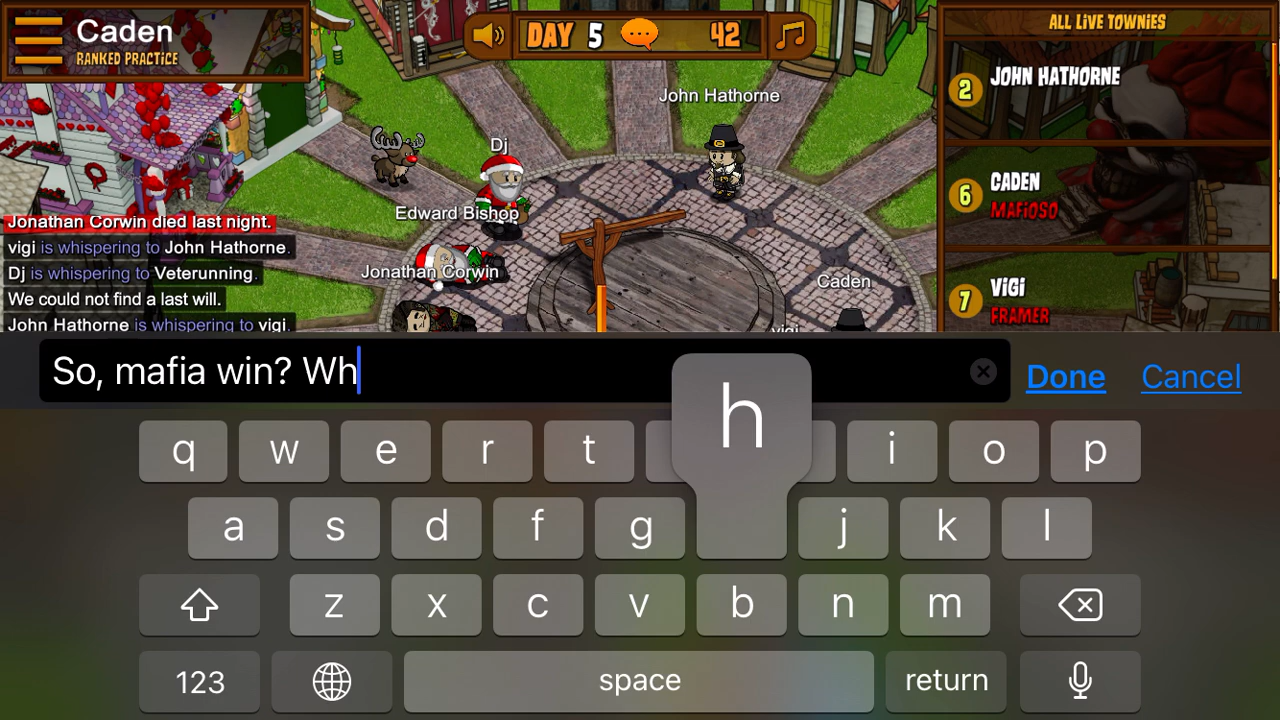 Caden
RANKED PRACTICE
DAY 5 42
ALL LIVE TOWNIES
2 JOHN HATHORNE
6 CADEN
MAFIOSO
7 VIGI
FRAMER
John Hathorne
Dj
Edward Bishop
Jonathan Corwin
Caden
vigi
Jonathan Corwin died last night.
vigi is whispering to John Hathorne.
Dj is whispering to Veterunning.
We could not find a last will.
John Hathorne is whispering to vigi.
So, mafia win? Wh
Done Cancel
h
q w e r t i o p
a s d f g j k l
z x c v b n m
123 space return